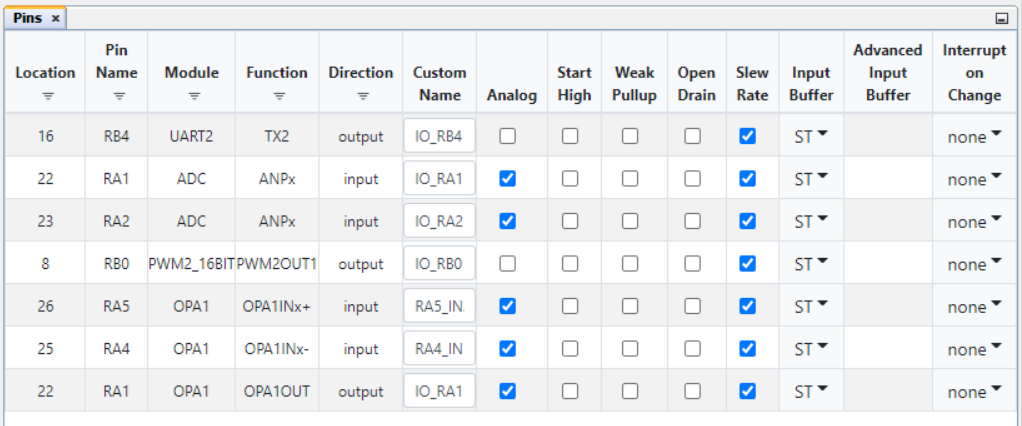 Pins ×
Location Pin Name Module Function Direction Custom Name Analog Start High Weak Pullup Open Drain Slew Rate Input Buffer Advanced Input Buffer Interrupt on Change
16 RB4 UART2 TX2 output IO_RB4 ST none
22 RA1 ADC ANPx input IO_RA1 ST none
23 RA2 ADC ANPx input IO_RA2 ST none
8 RB0 PWM2_16BIT PWM2OUT1 output IO_RB0 ST none
26 RA5 OPA1 OPA1INx+ input RA5_IN. ST none
25 RA4 OPA1 OPA1INx- input RA4_IN ST none
22 RA1 OPA1 OPA1OUT output IO_RA1 ST none